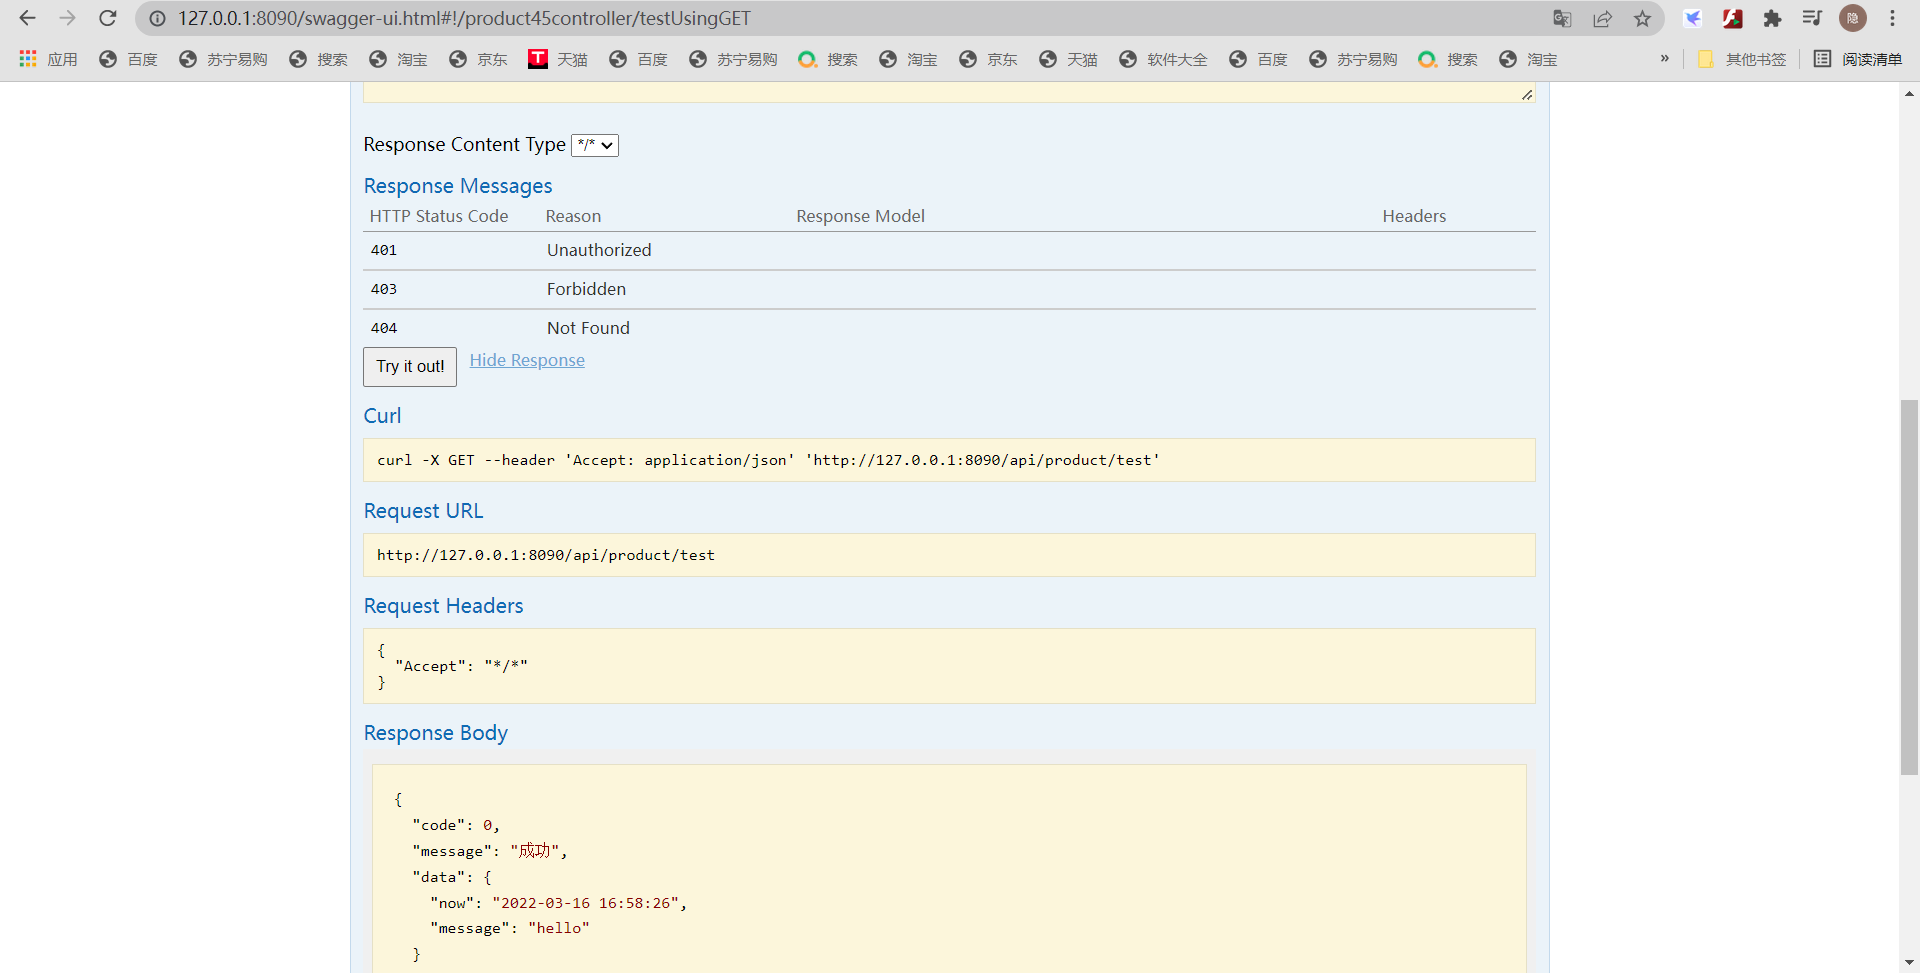 127.0.0.1:8090/swagger-ui.html#!/product45controller/testUsingGET
隐
应用 百度 苏宁易购 搜索 淘宝 京东 T 天猫 百度 苏宁易购 搜索 淘宝 京东 天猫 软件大全 百度 苏宁易购 搜索 淘宝 » 其他书签 阅读清单
Response Content Type */*
Response Messages
HTTP Status Code Reason Response Model Headers
401 Unauthorized
403 Forbidden
404 Not Found
Try it out! Hide Response
Curl
curl -X GET --header 'Accept: application/json' 'http://127.0.0.1:8090/api/product/test'
Request URL
http://127.0.0.1:8090/api/product/test
Request Headers
{
"Accept": "*/*"
}
Response Body
{
"code": 0,
"message": "成功",
"data": {
"now": "2022-03-16 16:58:26",
"message": "hello"
}